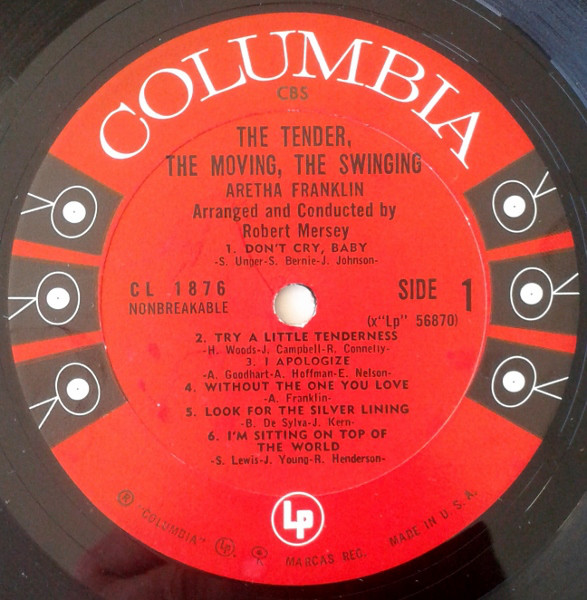 COLUMBIA
CBS
THE TENDER,
THE MOVING, THE SWINGING
ARETHA FRANKLIN
Arranged and Conducted by
Robert Mersey
1. DON'T CRY, BABY
-S. Unger-S. Bernie-J. Johnson-
CL 1876
NONBREAKABLE
SIDE 1
(x"Lp" 56870)
2. TRY A LITTLE TENDERNESS
-H. Woods-J. Campbell-R. Connelly-
3. I APOLOGIZE
-A. Goodhart-A. Hoffman-E. Nelson-
4. WITHOUT THE ONE YOU LOVE
-A. Franklin-
5. LOOK FOR THE SILVER LINING
-B. De Sylva-J. Kern-
6. I'M SITTING ON TOP OF
THE WORLD
-S. Lewis-J. Young-R. Henderson-
Lp
® "COLUMBIA" MARCAS REG. MADE IN U. S. A.